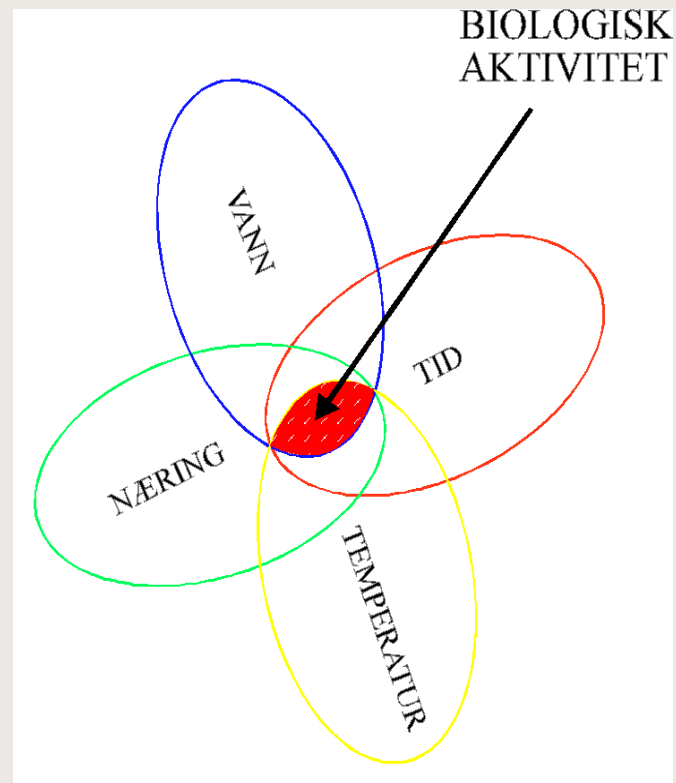 BIOLOGISK
AKTIVITET
VANN
TID
NÆRING
TEMPERATUR